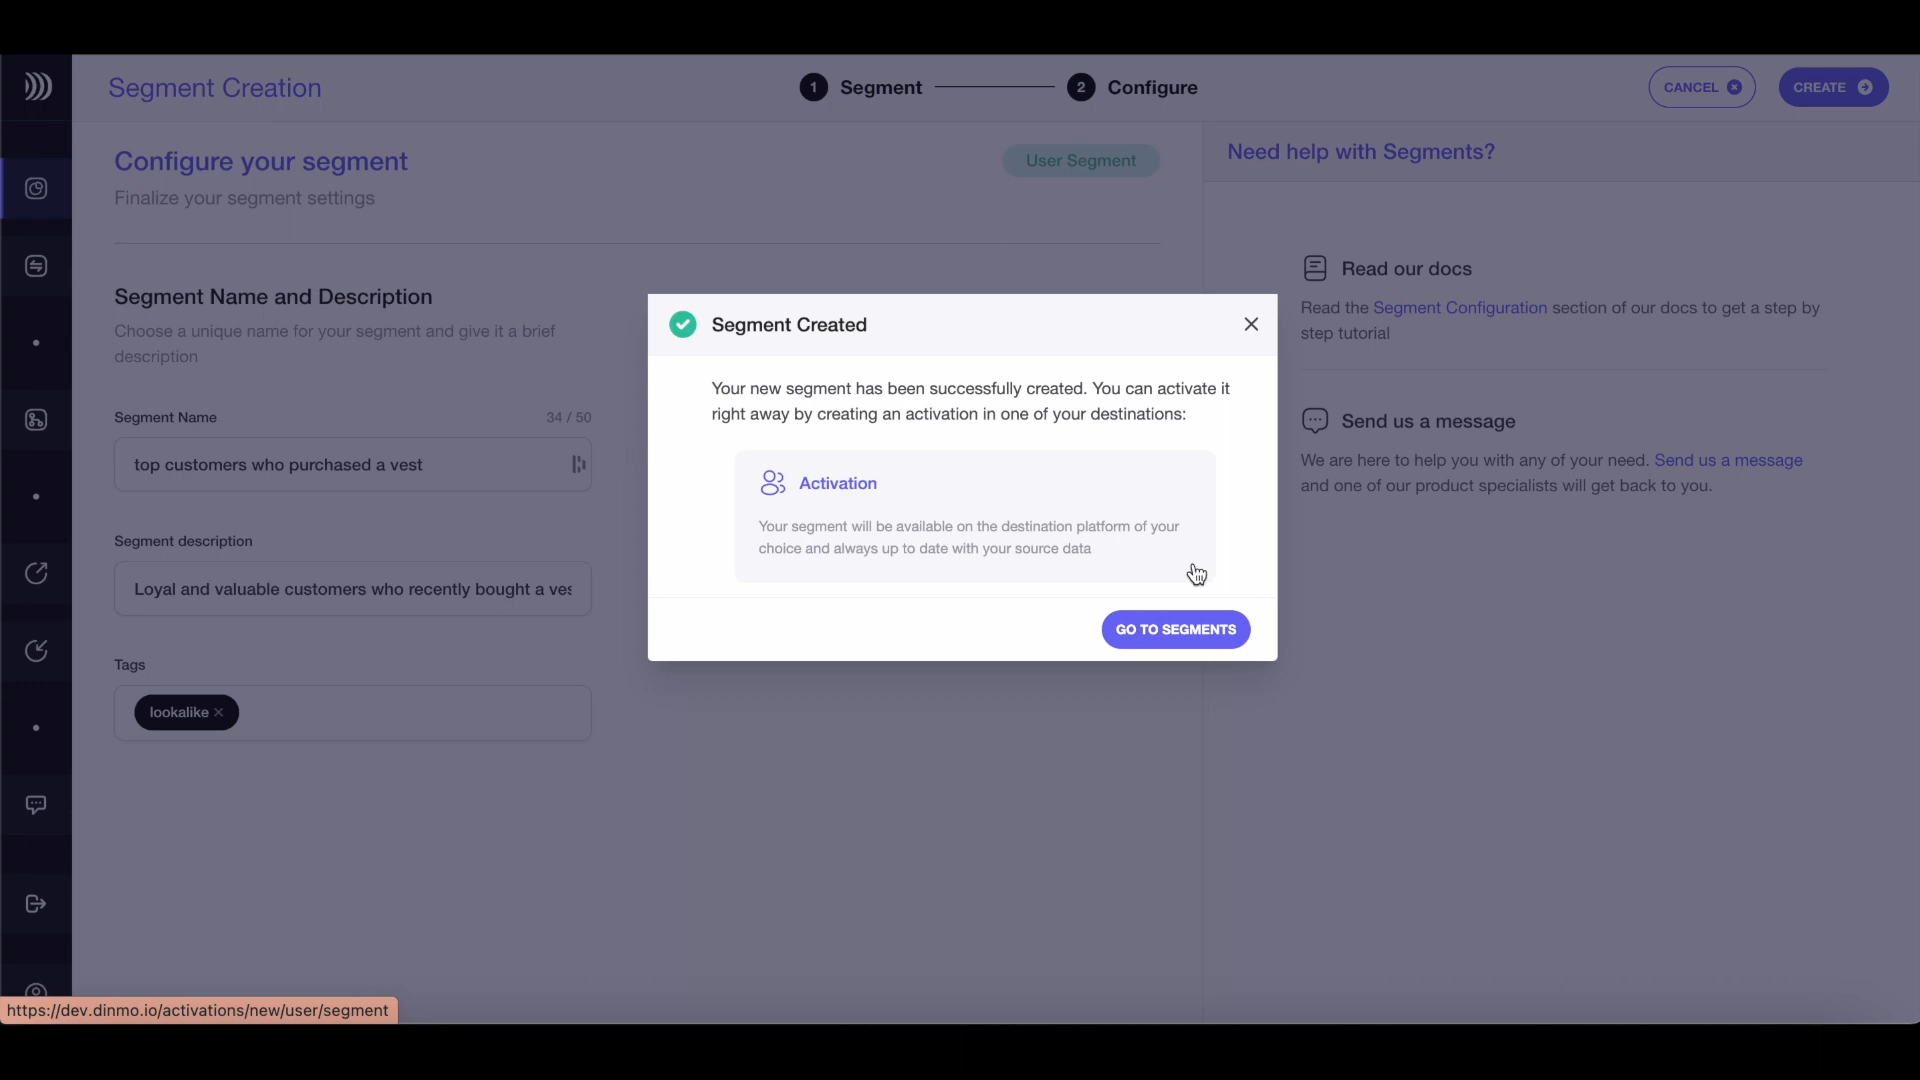 Segment Creation
1 Segment 2 Configure
CANCEL
CREATE
Configure your segment
User Segment
Finalize your segment settings
Segment Name and Description
Choose a unique name for your segment and give it a brief
description
Segment Name 34 / 50
top customers who purchased a vest
Segment description
Loyal and valuable customers who recently bought a ves
Tags
lookalike
Segment Created
Your new segment has been successfully created. You can activate it
right away by creating an activation in one of your destinations:
Activation
Your segment will be available on the destination platform of your
choice and always up to date with your source data
GO TO SEGMENTS
Need help with Segments?
Read our docs
Read the Segment Configuration section of our docs to get a step by
step tutorial
Send us a message
We are here to help you with any of your need. Send us a message
and one of our product specialists will get back to you.
https://dev.dinmo.io/activations/new/user/segment